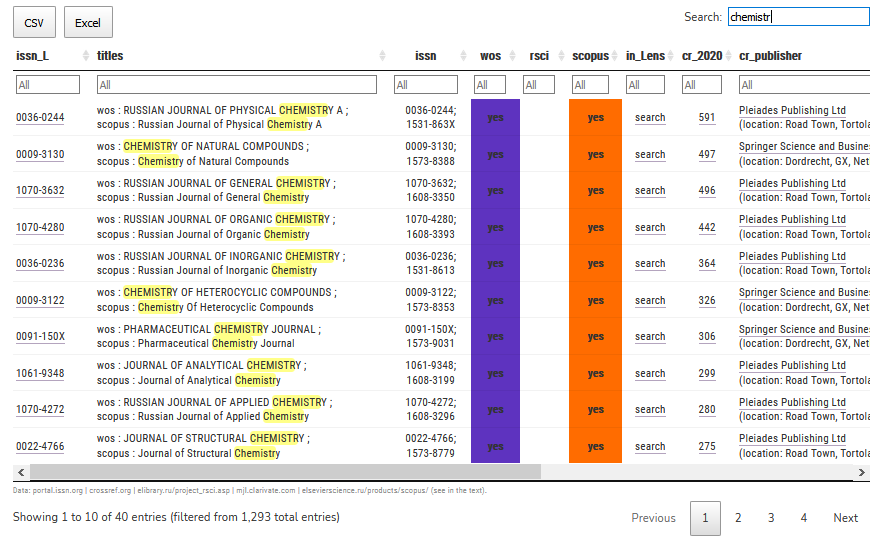 CSV Excel Search: chemistr
issn_L titles issn wos rsci scopus in_Lens cr_2020 cr_publisher
All All All All All All All All All
wos : RUSSIAN JOURNAL OF PHYSICAL CHEMISTRY A ; 0036-0244; Pleiades Publishing Ltd
0036-0244 yes yes search 591
scopus : Russian Journal of Physical Chemistry A 1531-863X (location: Road Town, Tortola
wos : CHEMISTRY OF NATURAL COMPOUNDS ; 0009-3130; Springer Science and Busines
0009-3130 yes yes search 497
scopus : Chemistry of Natural Compounds 1573-8388 (location: Dordrecht, GX, Net
wos : RUSSIAN JOURNAL OF GENERAL CHEMISTRY ; 1070-3632; Pleiades Publishing Ltd
1070-3632 yes yes search 496
scopus : Russian Journal of General Chemistry 1608-3350 (location: Road Town, Tortola
wos : RUSSIAN JOURNAL OF ORGANIC CHEMISTRY ; 1070-4280; Pleiades Publishing Ltd
1070-4280 yes yes search 442
scopus : Russian Journal of Organic Chemistry 1608-3393 (location: Road Town, Tortola
wos : RUSSIAN JOURNAL OF INORGANIC CHEMISTRY ; 0036-0236; Pleiades Publishing Ltd
0036-0236 yes yes search 364
scopus : Russian Journal of Inorganic Chemistry 1531-8613 (location: Road Town, Tortola
wos : CHEMISTRY OF HETEROCYCLIC COMPOUNDS ; 0009-3122; Springer Science and Busines
0009-3122 yes yes search 326
scopus : Chemistry Of Heterocyclic Compounds 1573-8353 (location: Dordrecht, GX, Net
wos : PHARMACEUTICAL CHEMISTRY JOURNAL ; 0091-150X; Springer Science and Busines
0091-150X yes yes search 306
scopus : Pharmaceutical Chemistry Journal 1573-9031 (location: Dordrecht, GX, Net
wos : JOURNAL OF ANALYTICAL CHEMISTRY ; 1061-9348; Pleiades Publishing Ltd
1061-9348 yes yes search 299
scopus : Journal of Analytical Chemistry 1608-3199 (location: Road Town, Tortola
wos : RUSSIAN JOURNAL OF APPLIED CHEMISTRY ; 1070-4272; Pleiades Publishing Ltd
1070-4272 yes yes search 280
scopus : Russian Journal of Applied Chemistry 1608-3296 (location: Road Town, Tortola
wos : JOURNAL OF STRUCTURAL CHEMISTRY ; 0022-4766; Pleiades Publishing Ltd
0022-4766 yes yes search 275
scopus : Journal of Structural Chemistry 1573-8779 (location: Road Town, Tortola
Data: portal.issn.org | crossref.org | elibrary.ru/project_rsci.asp | mjl.clarivate.com | elsevierscience.ru/products/scopus/ (see in the text).
Showing 1 to 10 of 40 entries (filtered from 1,293 total entries) Previous 1 2 3 4 Next